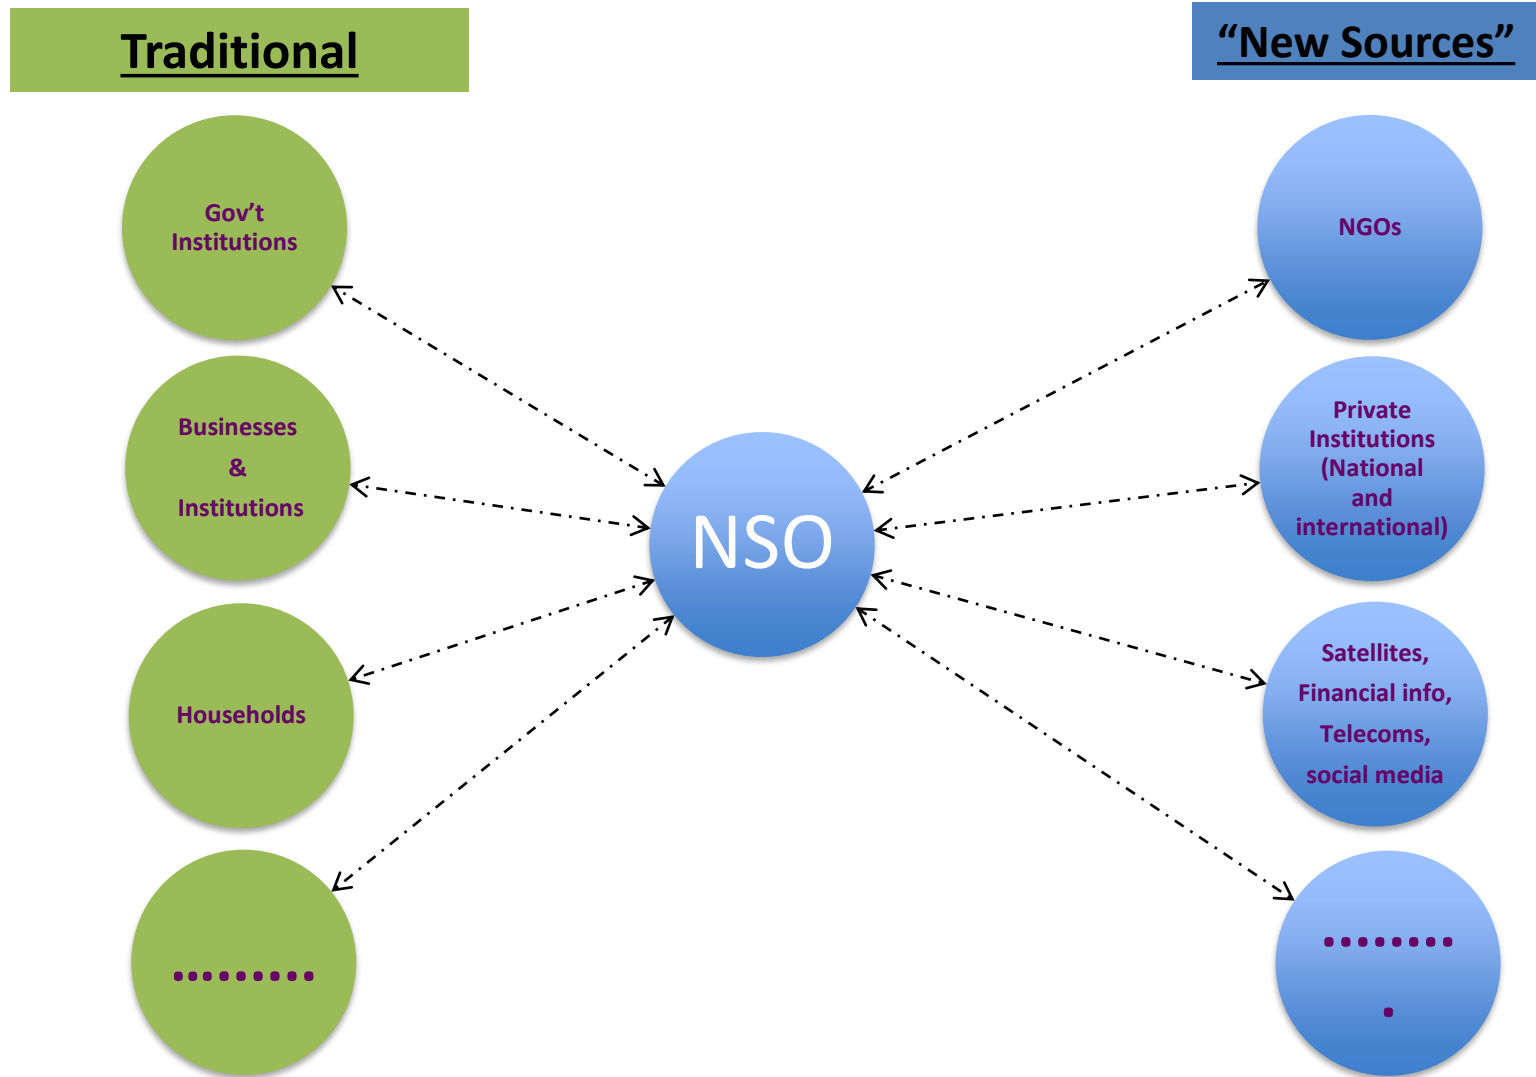 Traditional
“New Sources”
Gov’t
Institutions
Businesses
&
Institutions
Households
.........
NSO
NGOs
Private
Institutions
(National
and
international)
Satellites,
Financial info,
Telecoms,
social media
........
.